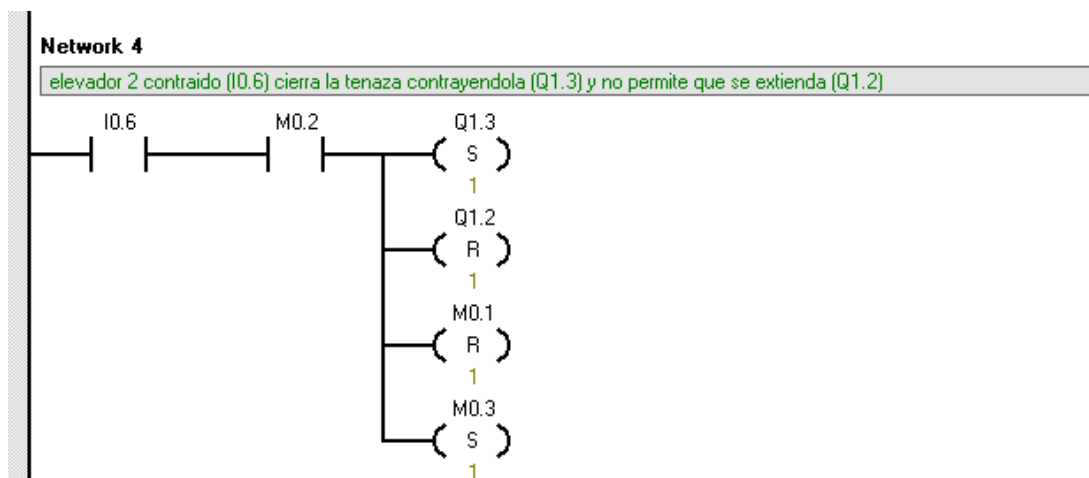 Network 4
elevador 2 contraido (I0.6) cierra la tenaza contrayendola (Q1.3) y no permite que se extienda (Q1.2)
I0.6 M0.2 Q1.3
S
1
Q1.2
R
1
M0.1
R
1
M0.3
S
1